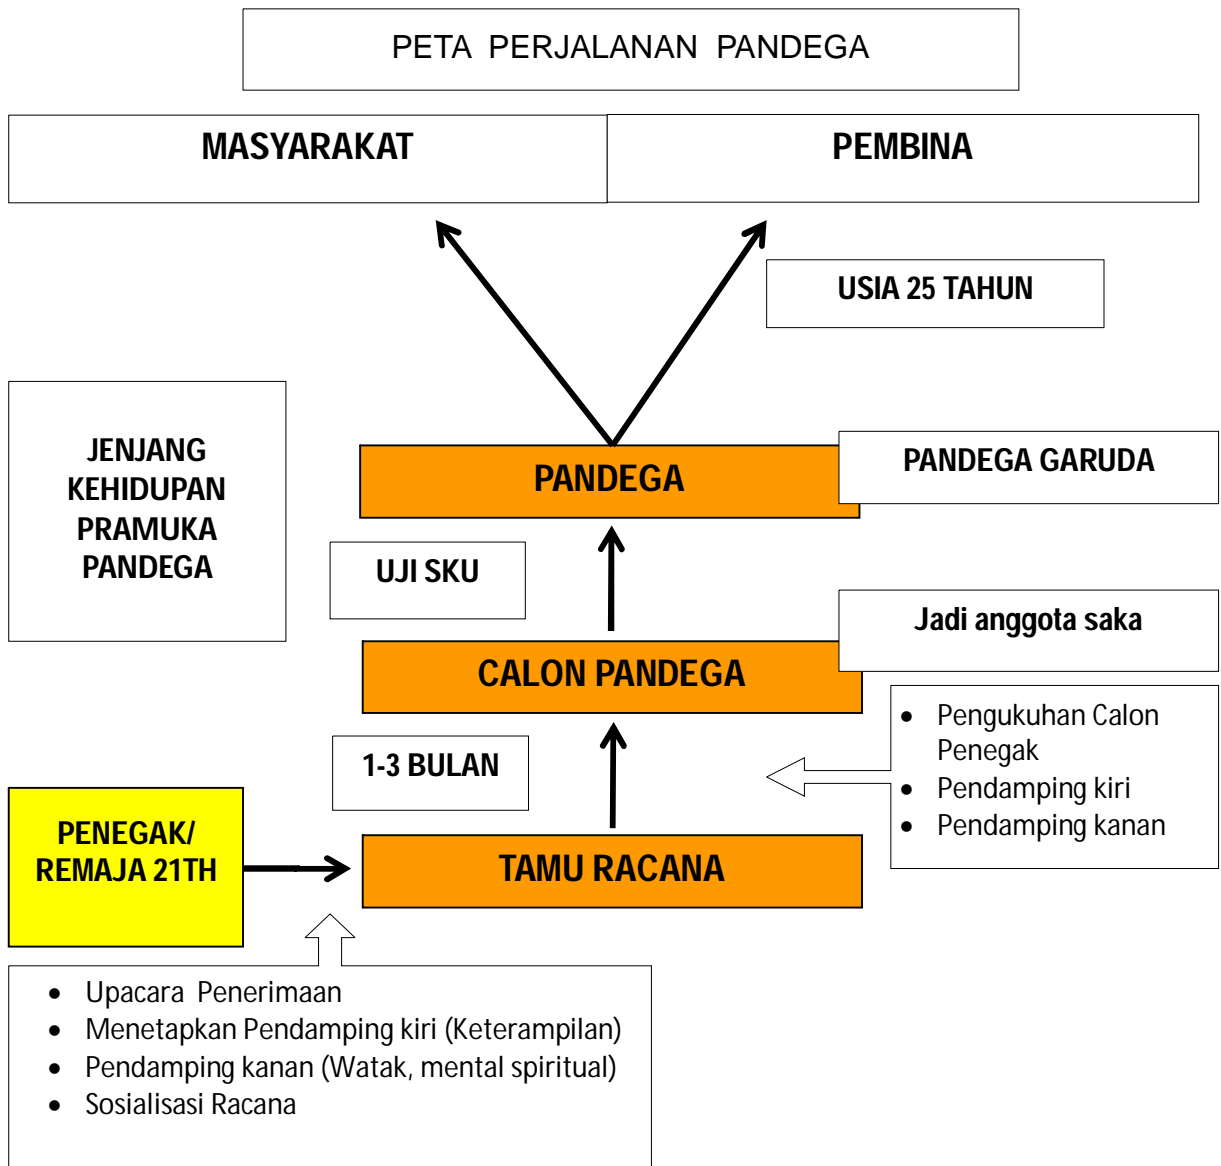 PETA PERJALANAN PANDEGA
MASYARAKAT
PEMBINA
USIA 25 TAHUN
JENJANG
KEHIDUPAN
PRAMUKA
PANDEGA
PANDEGA
PANDEGA GARUDA
UJI SKU
Jadi anggota saka
CALON PANDEGA
• Pengukuhan Calon
Penegak
• Pendamping kiri
• Pendamping kanan
1-3 BULAN
PENEGAK/
REMAJA 21TH
TAMU RACANA
• Upacara Penerimaan
• Menetapkan Pendamping kiri (Keterampilan)
• Pendamping kanan (Watak, mental spiritual)
• Sosialisasi Racana